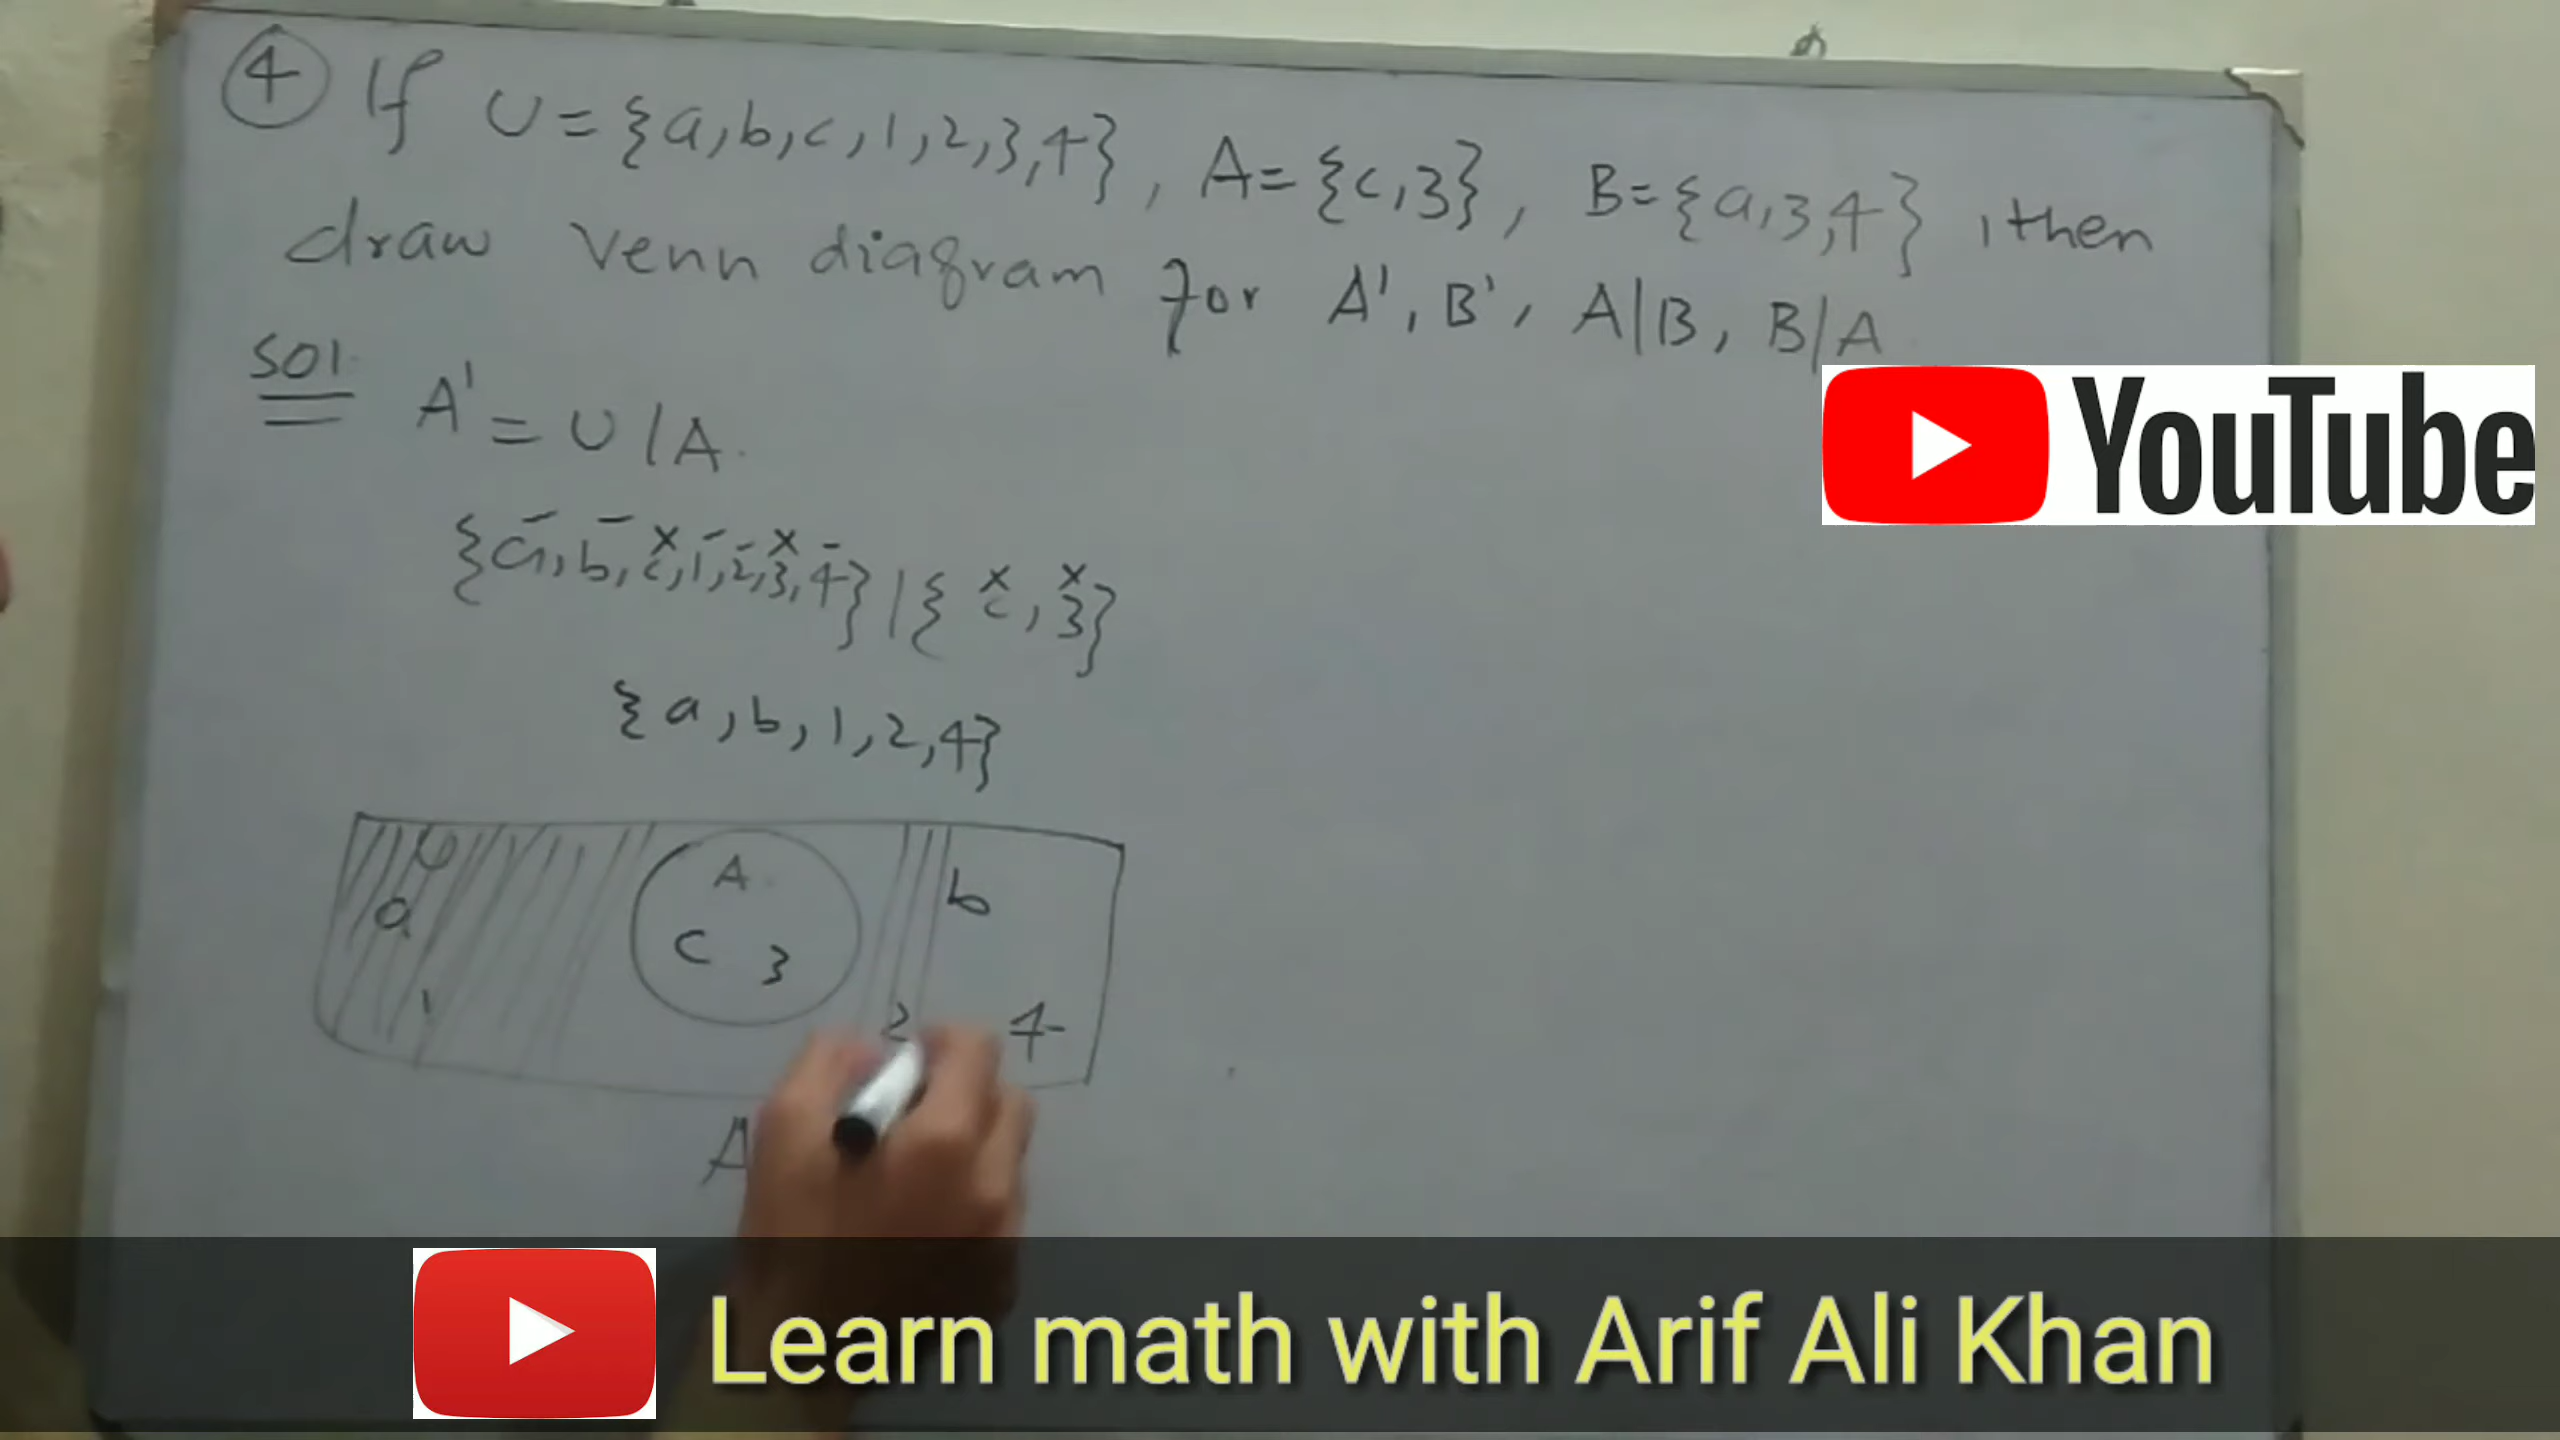 4 If U={a,b,c,1,2,3,4}, A={c,3}, B={a,3,4}, then
draw venn diagram for A', B', A|B, B|A
Sol. A' = U|A.
YouTube
{a,b,c,1,2,3,4}|{c,3}
x x x x
{a,b,1,2,4}
U A b
a C 3
1 2 4
A
Learn math with Arif Ali Khan